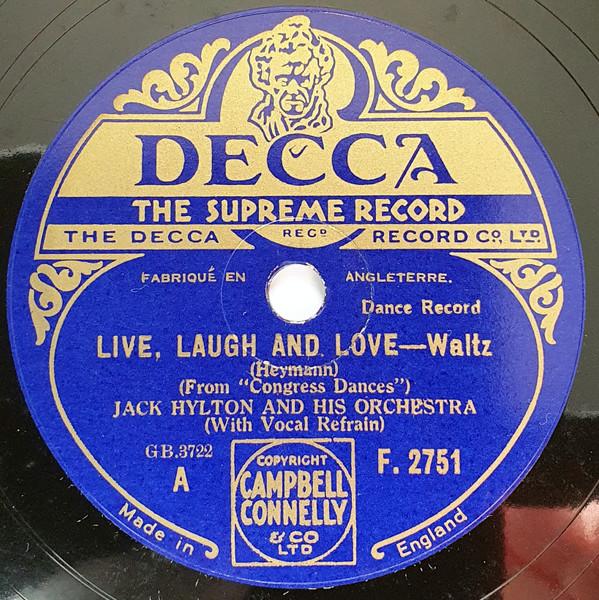 DECCA
THE SUPREME RECORD
THE DECCA REGD RECORD CO., LTD.
FABRIQUÉ EN ANGLETERRE.
Dance Record
LIVE, LAUGH AND LOVE—Waltz
(Heymann)
(From “Congress Dances”)
JACK HYLTON AND HIS ORCHESTRA
(With Vocal Refrain)
GB.3722
A
F. 2751
COPYRIGHT
CAMPBELL
CONNELLY
& CO
LTD
Made in England